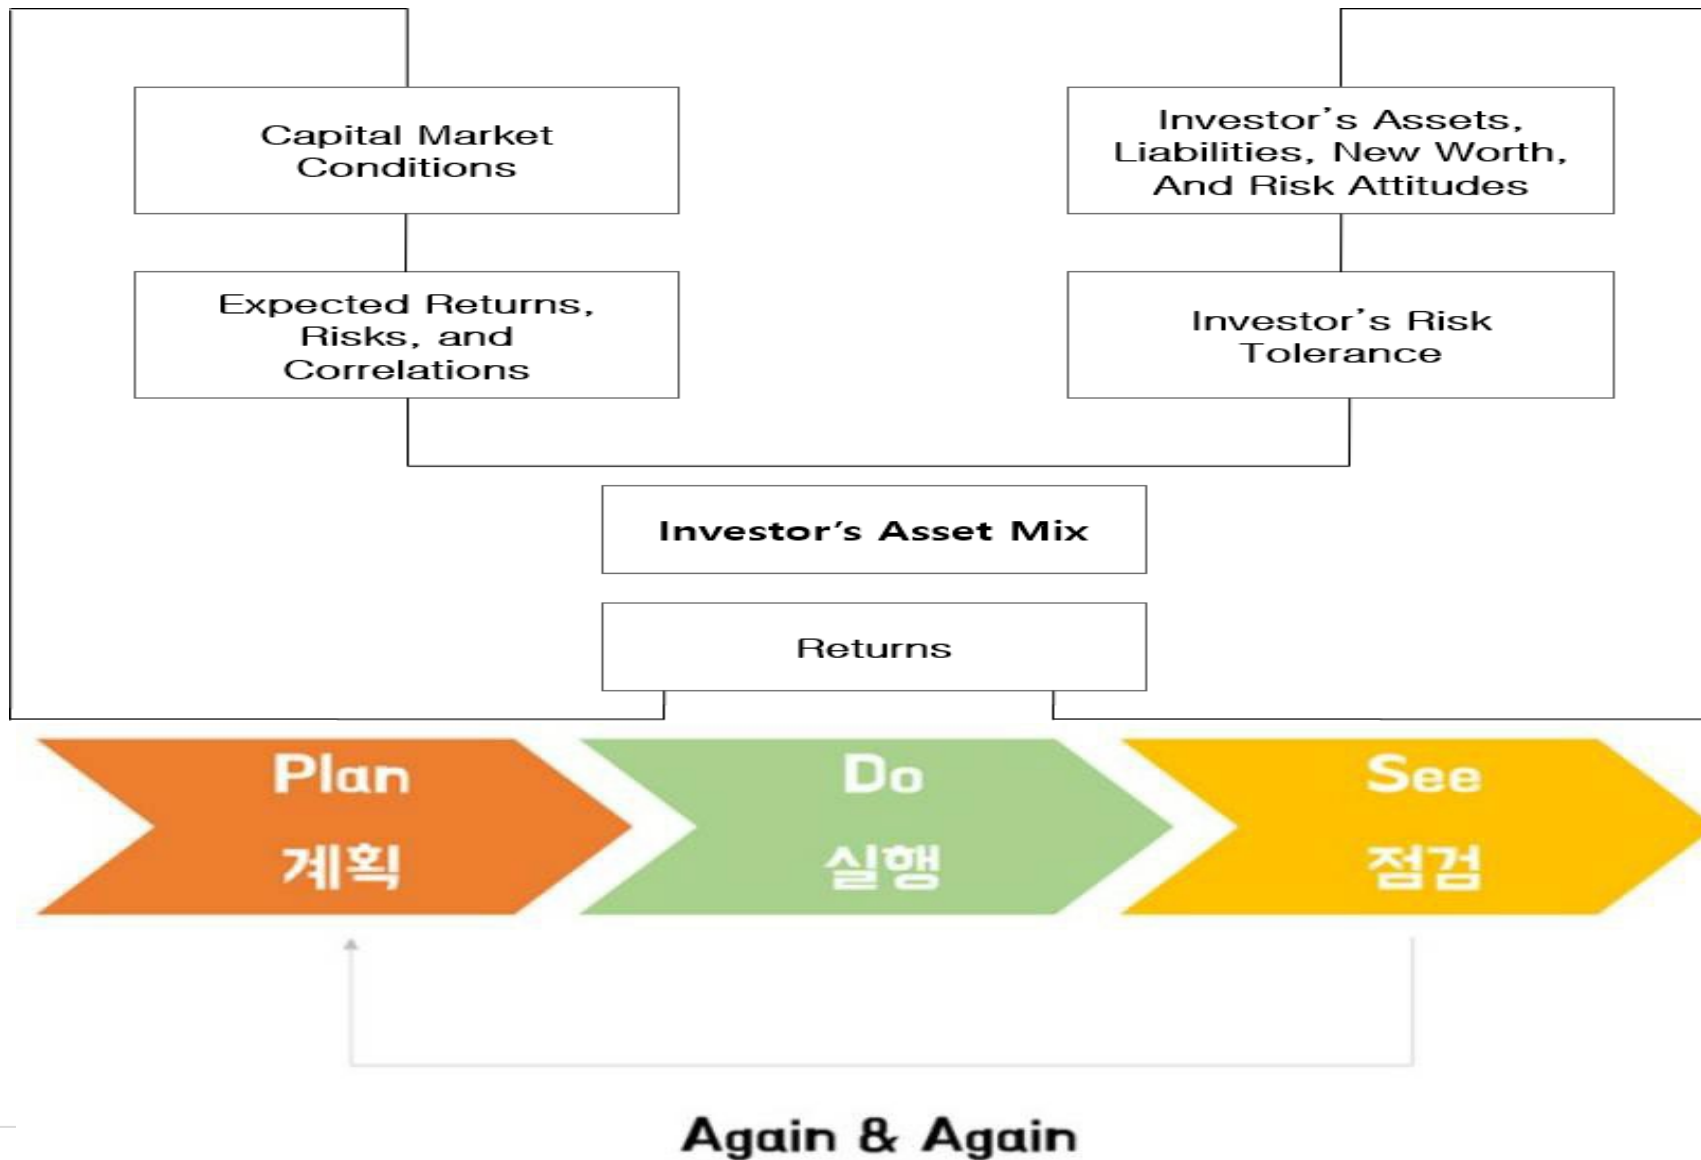 Capital Market
Conditions
Investor's Assets,
Liabilities, New Worth,
And Risk Attitudes
Expected Returns,
Risks, and
Correlations
Investor's Risk
Tolerance
Investor's Asset Mix
Returns
Plan
계획
Do
실행
See
점검
Again & Again